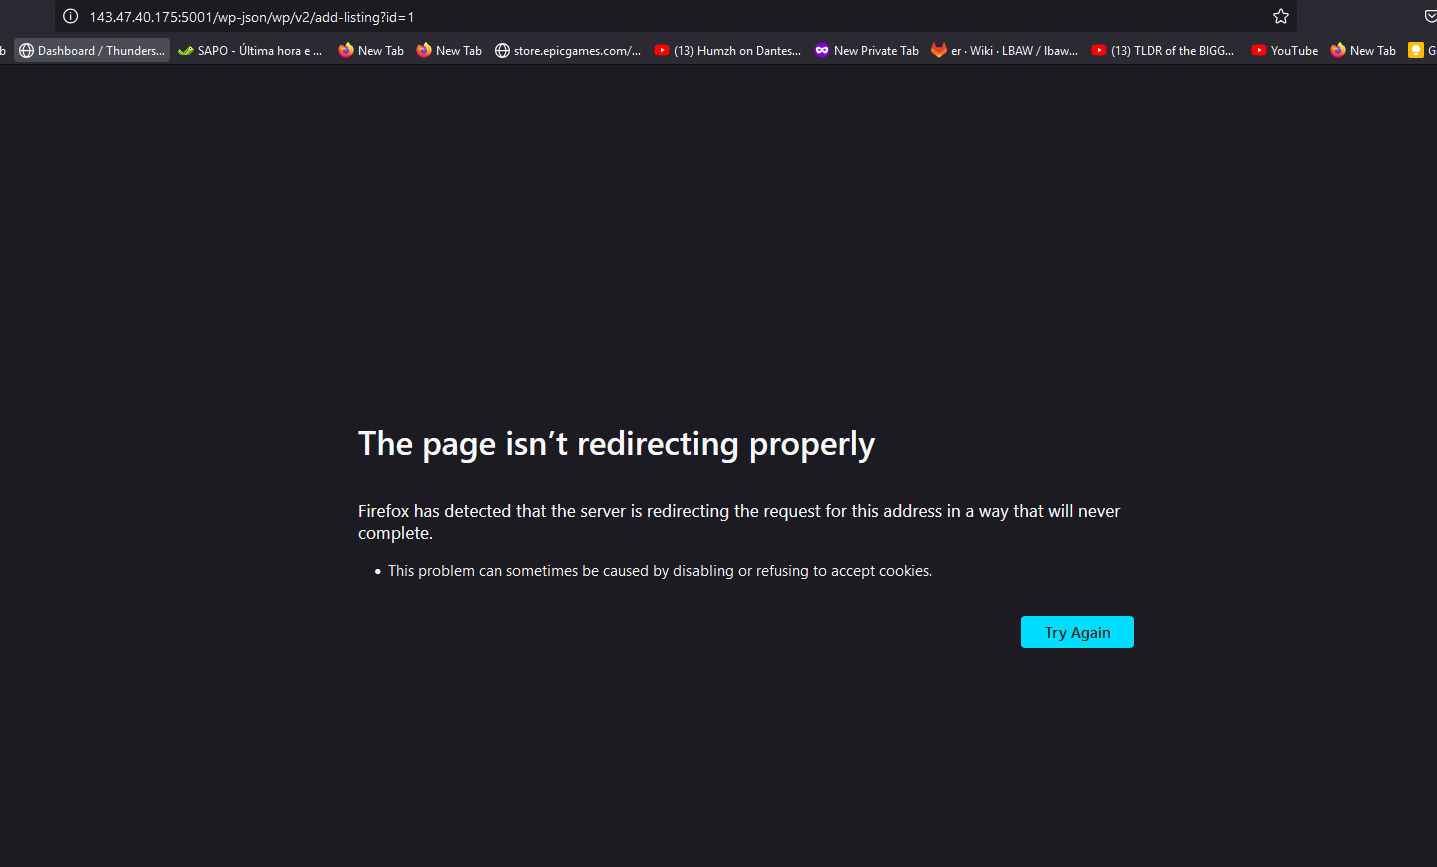 143.47.40.175:5001/wp-json/wp/v2/add-listing?id=1
b Dashboard / Thunders... SAPO - Última hora e ... New Tab New Tab store.epicgames.com/... (13) Humzh on Dantes... New Private Tab er · Wiki · LBAW / lbaw... (13) TLDR of the BIGG... YouTube New Tab G
The page isn’t redirecting properly
Firefox has detected that the server is redirecting the request for this address in a way that will never
complete.
• This problem can sometimes be caused by disabling or refusing to accept cookies.
Try Again